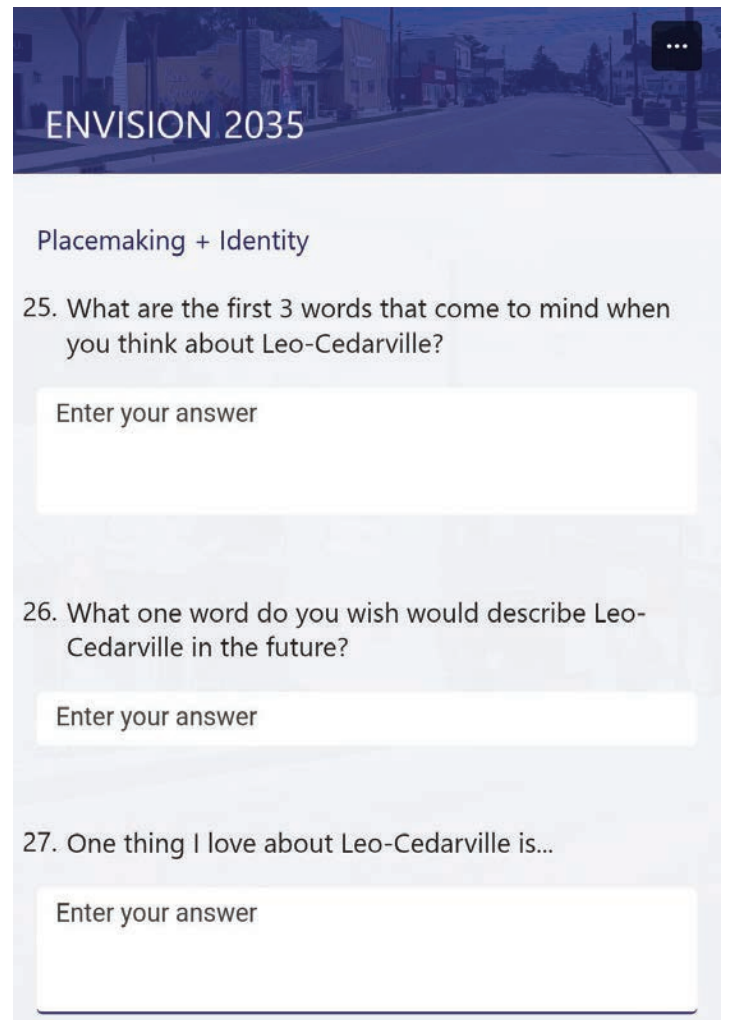 ENVISION 2035
Placemaking + Identity
25. What are the first 3 words that come to mind when
you think about Leo-Cedarville?
Enter your answer
26. What one word do you wish would describe Leo-
Cedarville in the future?
Enter your answer
27. One thing I love about Leo-Cedarville is...
Enter your answer